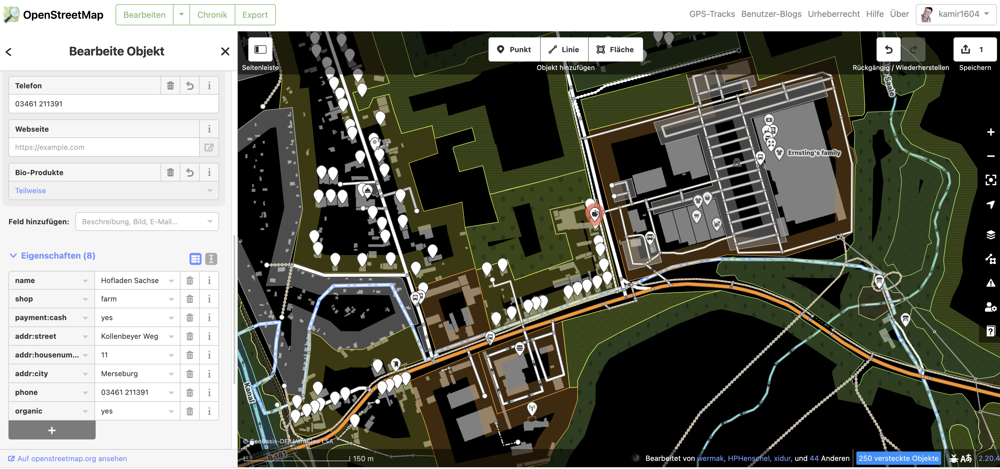 OpenStreetMap
Bearbeiten
Chronik
Export
GPS-Tracks
Benutzer-Blogs
Urheberrecht
Hilfe
Über
kamir1604
Bearbeite Objekt
Telefon
03461 211391
Webseite
https://example.com
Bio-Produkte
Teilweise
Feld hinzufügen:
Beschreibung, Bild, E-Mail...
Eigenschaften (8)
name
Hofladen Sachse
shop
farm
payment:cash
yes
addr:street
Kollenbeyer Weg
addr:housenum...
11
addr:city
Merseburg
phone
03461 211391
organic
yes
+
Auf openstreetmap.org ansehen
Seitenleiste
Punkt
Linie
Fläche
Objekt hinzufügen
Rückgängig / Wiederherstellen
1
Speichern
Saale
Ernsting's family
Kanal
© GeoBasis-DE/LVermGeo LSA
B 181
150 m
Bearbeitet von wermak, HPHenschel, xidur, und 44 Anderen
250 versteckte Objekte
2.20.4